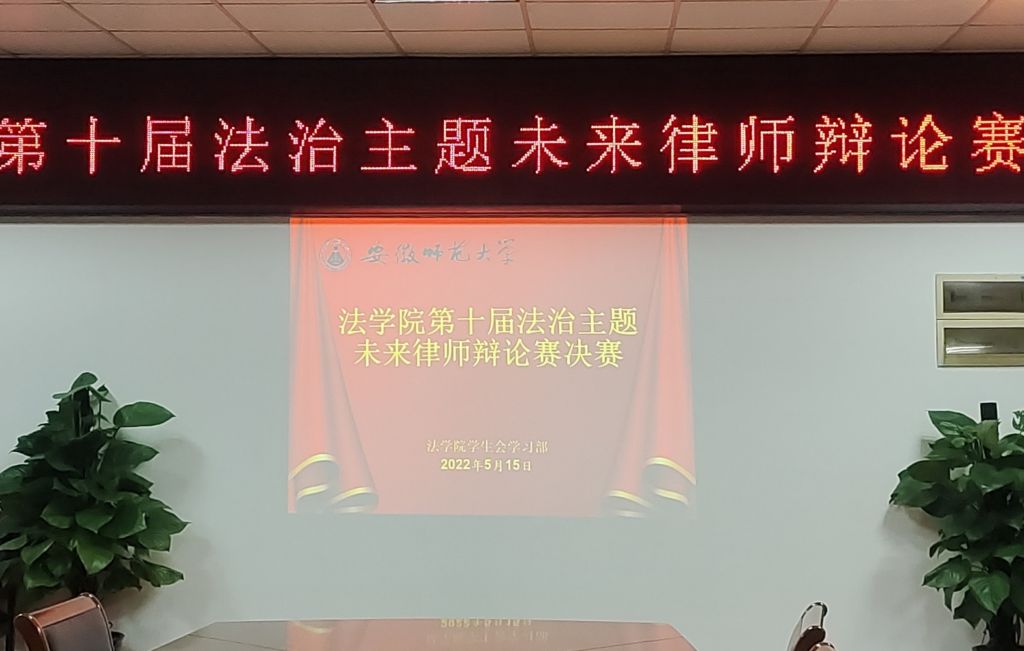 第十届法治主题未来律师辩论赛
安徽师范大学
法学院第十届法治主题
未来律师辩论赛决赛
法学院学生会学习部
2022年5月15日